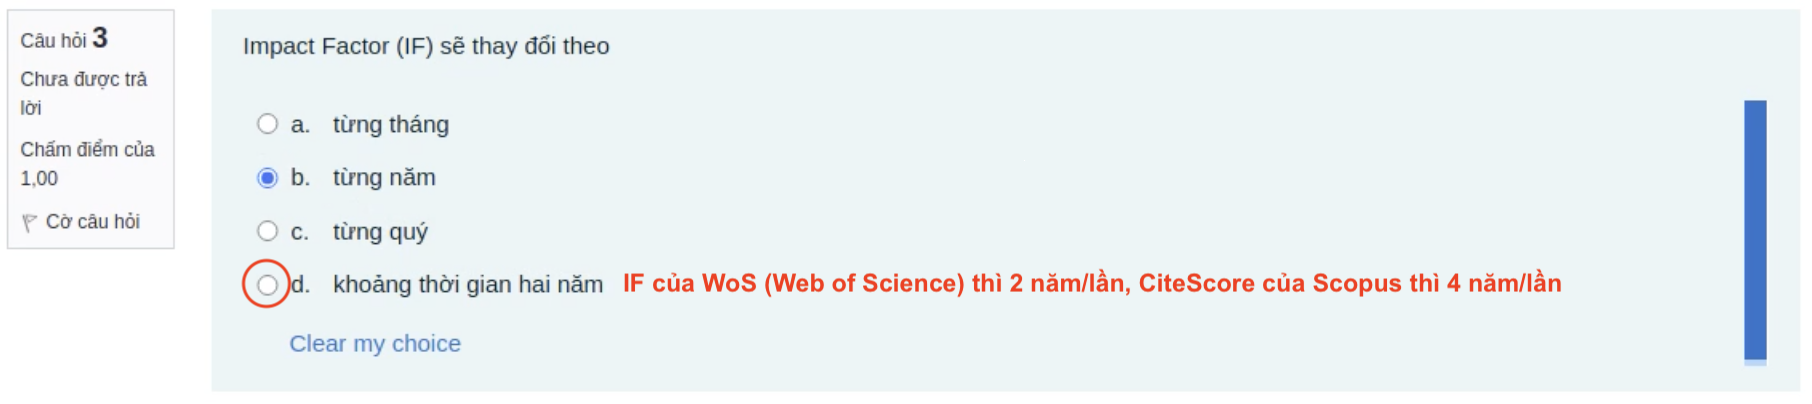 Câu hỏi 3
Chưa được trả
lời
Chấm điểm của
1,00
Cờ câu hỏi
Impact Factor (IF) sẽ thay đổi theo
a. từng tháng
b. từng năm
c. từng quý
d. khoảng thời gian hai năm IF của WoS (Web of Science) thì 2 năm/lần, CiteScore của Scopus thì 4 năm/lần
Clear my choice